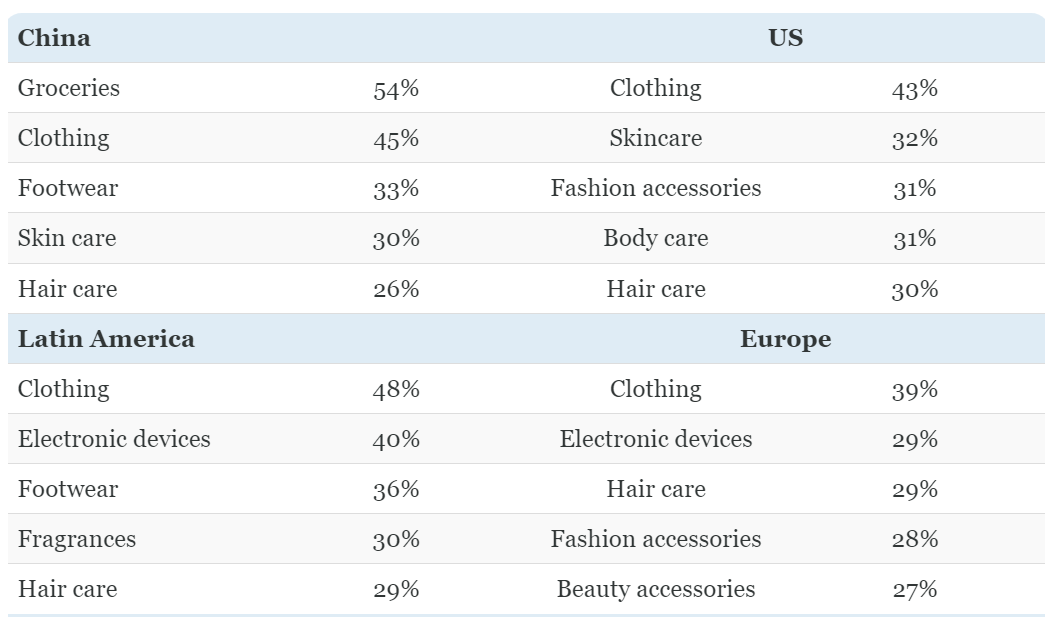 China US
Groceries 54% Clothing 43%
Clothing 45% Skincare 32%
Footwear 33% Fashion accessories 31%
Skin care 30% Body care 31%
Hair care 26% Hair care 30%
Latin America Europe
Clothing 48% Clothing 39%
Electronic devices 40% Electronic devices 29%
Footwear 36% Hair care 29%
Fragrances 30% Fashion accessories 28%
Hair care 29% Beauty accessories 27%